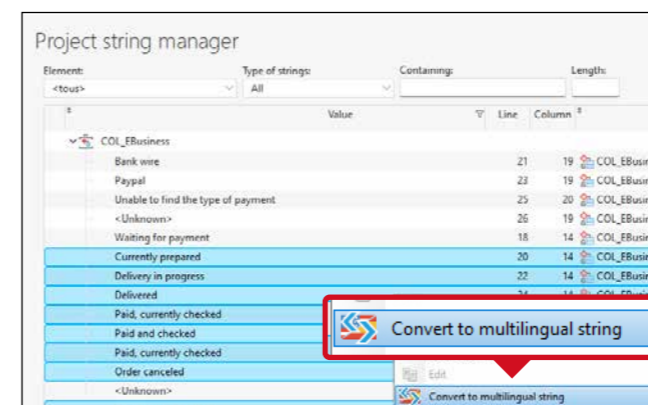 Project string manager
Element: Type of strings: Containing: Length:
<tous> All
Value Line Column
COL_EBusiness
Bank wire 21 19 COL_EBusin
Paypal 23 19 COL_EBusin
Unable to find the type of payment 25 20 COL_EBusin
<Unknown> 26 19 COL_EBusin
Waiting for payment 18 14 COL_EBusin
Currently prepared 20 14 COL_EBusin
Delivery in progress 22 14 COL_EBusin
Delivered 24 14
Paid, currently checked
Convert to multilingual string
Paid and checked
Paid, currently checked
Order canceled Edit
<Unknown> Convert to multilingual string